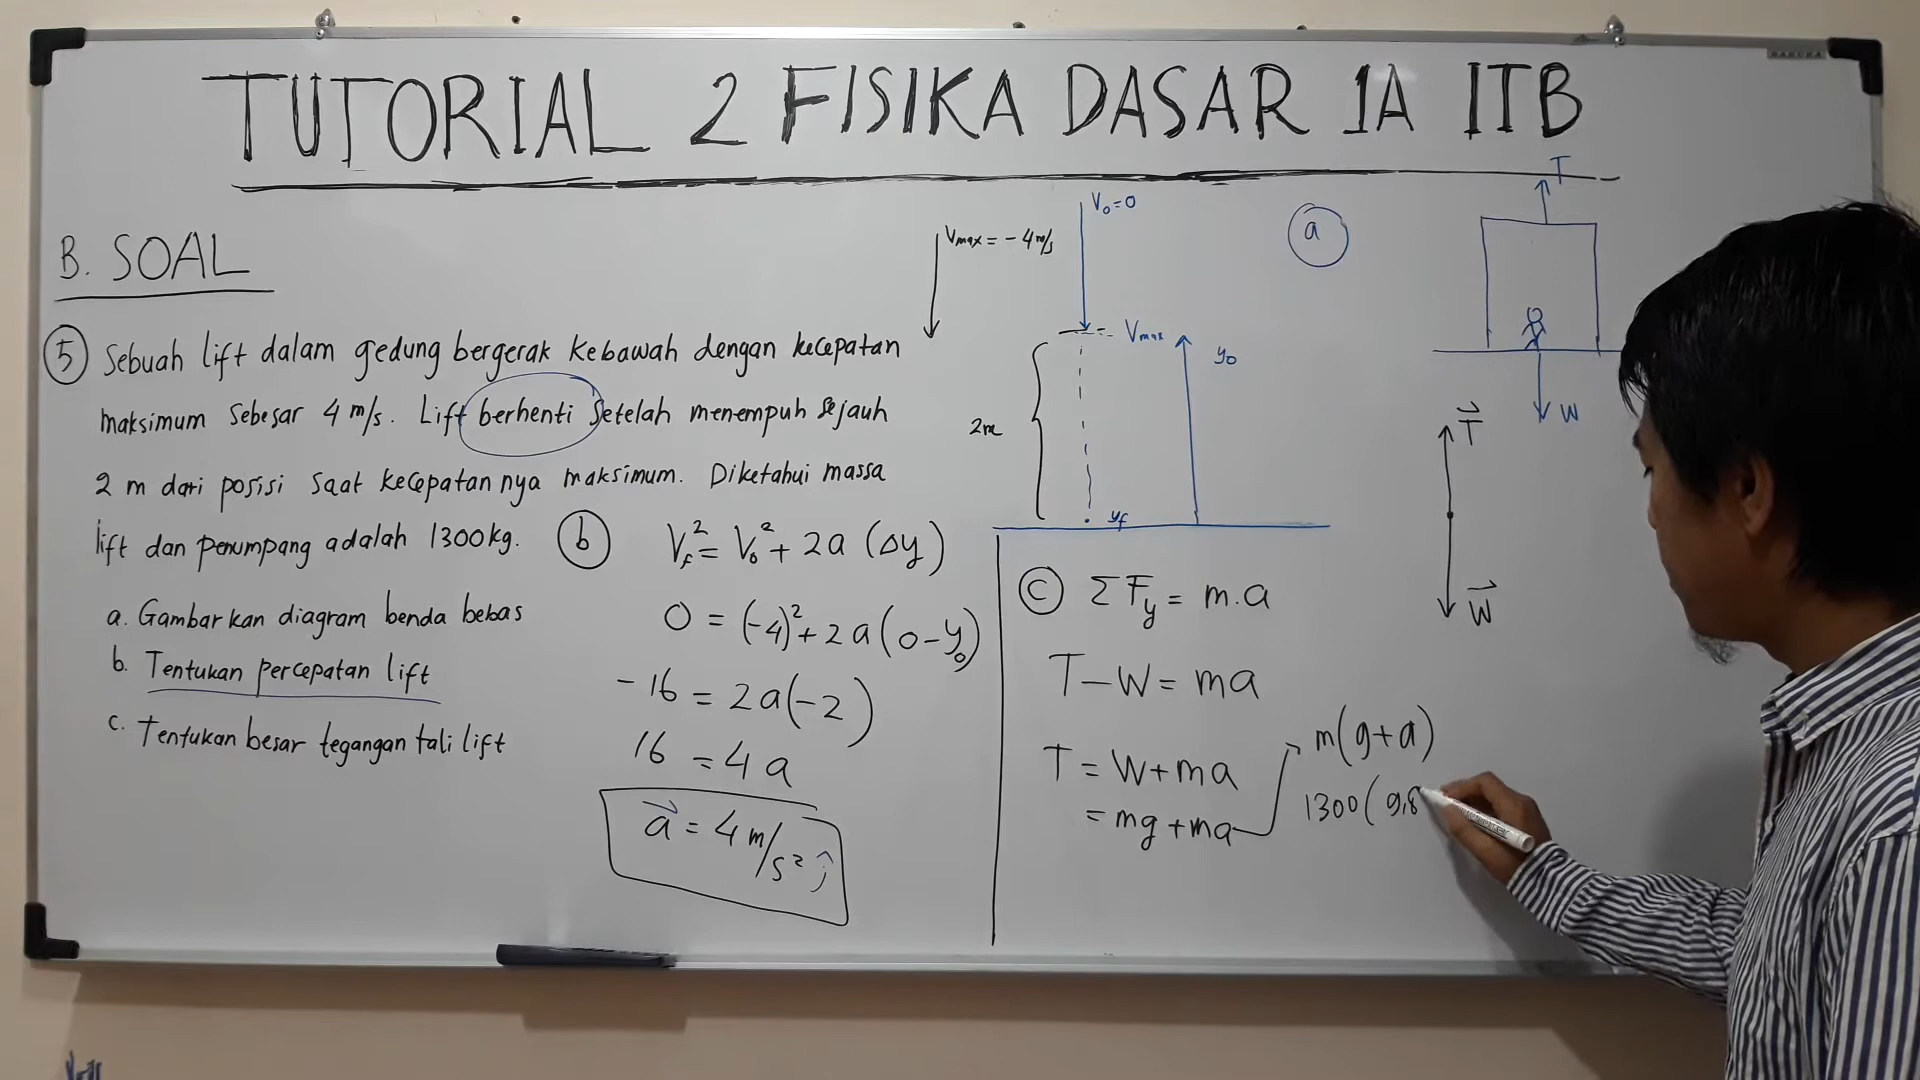 TUTORIAL 2 FISIKA DASAR 1A ITB
B. SOAL
5 Sebuah lift dalam gedung bergerak kebawah dengan kecepatan
maksimum sebesar 4 m/s. Lift berhenti setelah menempuh sejauh
2 m dari posisi saat kecepatannya maksimum. Diketahui massa
lift dan penumpang adalah 1300kg.
a. Gambarkan diagram benda bebas
b. Tentukan percepatan lift
c. Tentukan besar tegangan tali lift
Vmax = -4 m/s
V₀=0
Vmax
y₀
2m
yf
a
T
W
T⃗
W⃗
b Vf² = V₀² + 2a (Δy)
0 = (-4)² + 2a (0-y₀)
-16 = 2a(-2)
16 = 4a
a⃗ = 4 m/s² ĵ
c ΣFy = m.a
T-W = ma
T = W+ma
= mg+ma
m(g+a)
1300(9,8